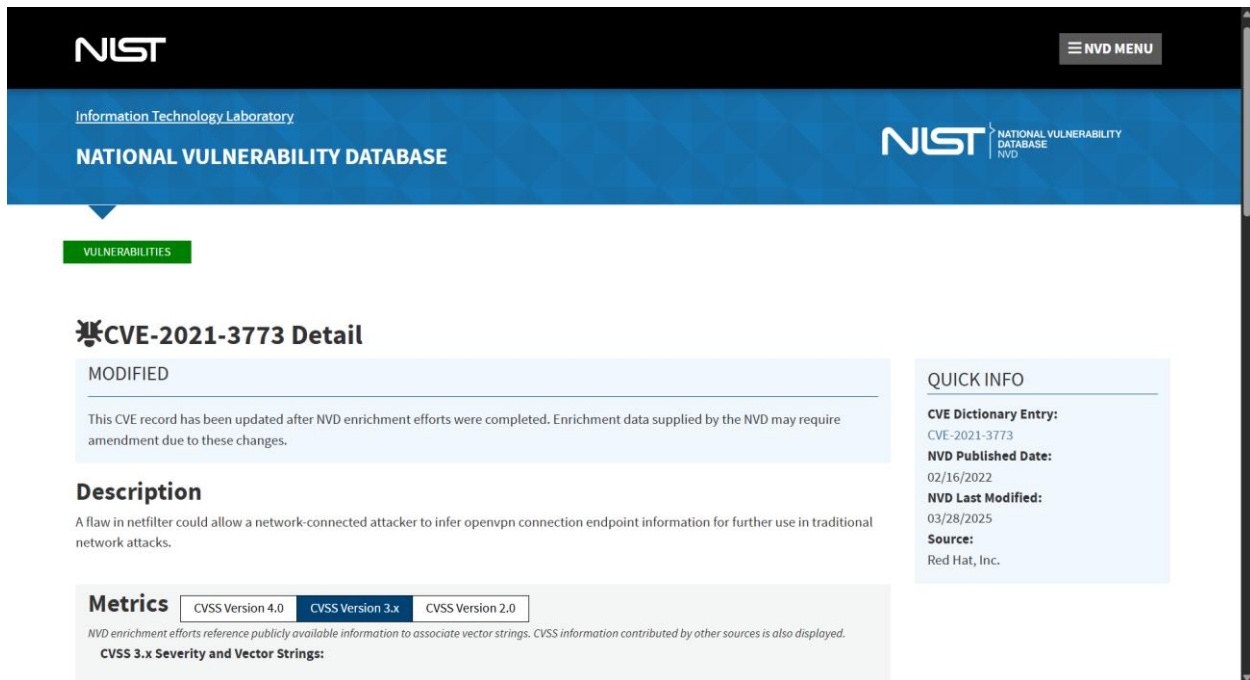 NIST
NVD MENU
Information Technology Laboratory
NATIONAL VULNERABILITY DATABASE
NIST
NATIONAL VULNERABILITY
DATABASE
NVD
VULNERABILITIES
CVE-2021-3773 Detail
MODIFIED
This CVE record has been updated after NVD enrichment efforts were completed. Enrichment data supplied by the NVD may require
amendment due to these changes.
Description
A flaw in netfilter could allow a network-connected attacker to infer openvpn connection endpoint information for further use in traditional
network attacks.
Metrics
CVSS Version 4.0
CVSS Version 3.x
CVSS Version 2.0
NVD enrichment efforts reference publicly available information to associate vector strings. CVSS information contributed by other sources is also displayed.
CVSS 3.x Severity and Vector Strings:
QUICK INFO
CVE Dictionary Entry:
CVE-2021-3773
NVD Published Date:
02/16/2022
NVD Last Modified:
03/28/2025
Source:
Red Hat, Inc.